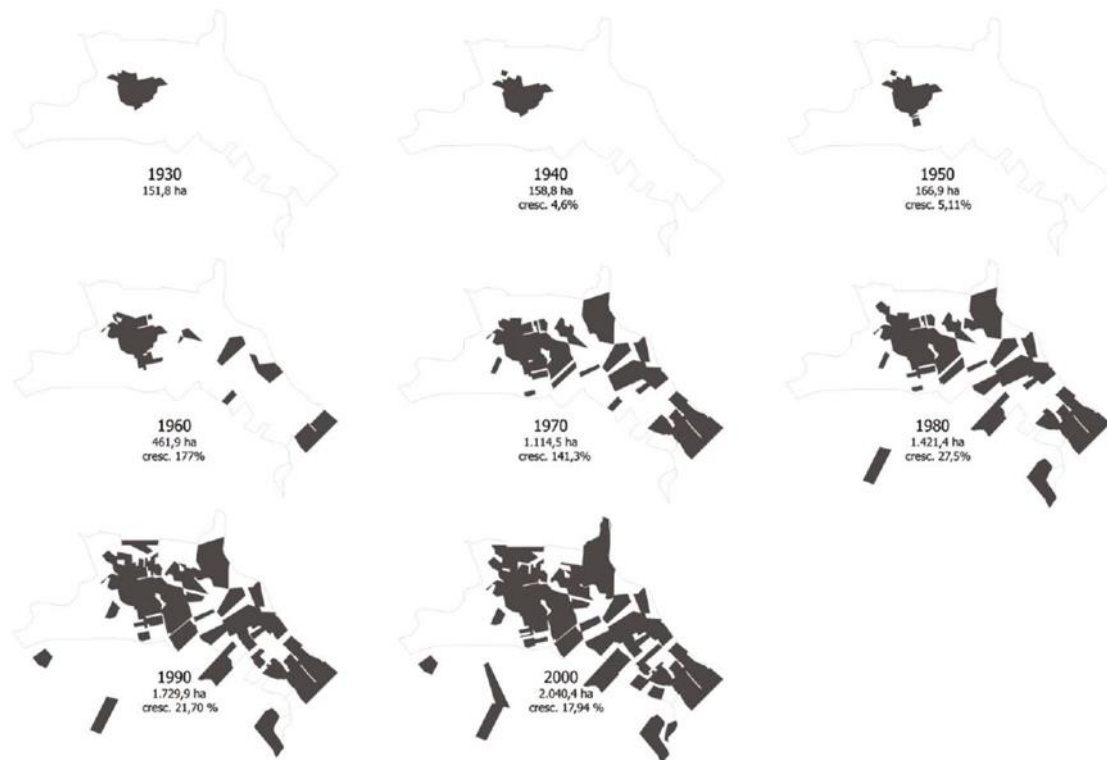 1930
151,8 ha
1940
158,8 ha
cresc. 4,6%
1950
166,9 ha
cresc. 5,11%
1960
461,9 ha
cresc. 177%
1970
1.114,5 ha
cresc. 141,3%
1980
1.421,4 ha
cresc. 27,5%
1990
1.729,9 ha
cresc. 21,70 %
2000
2.040,4 ha
cresc. 17,94 %